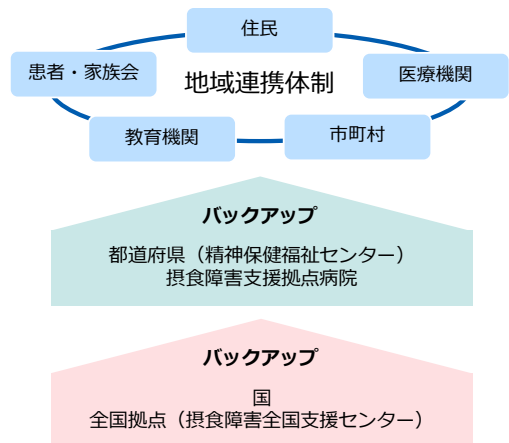 住民
患者・家族会
地域連携体制
医療機関
教育機関
市町村
バックアップ
都道府県（精神保健福祉センター）
摂食障害支援拠点病院
バックアップ
国
全国拠点（摂食障害全国支援センター）